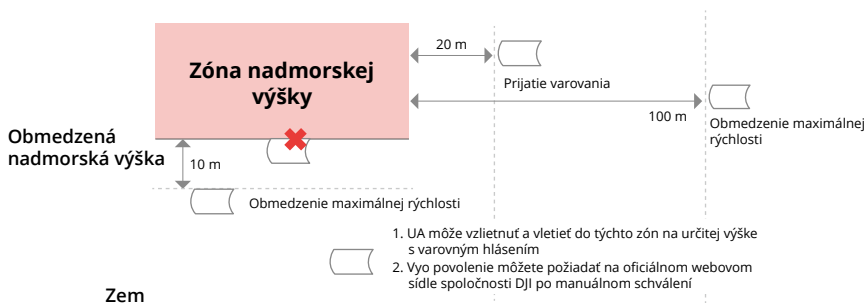 Zóna nadmorskej
výšky
20 m
Prijatie varovania
100 m
Obmedzenie maximálnej
rýchlosti
Obmedzená
nadmorská výška
10 m
Obmedzenie maximálnej rýchlosti
1. UA môže vzlietnuť a vletieť do týchto zón na určitej výške
s varovným hlásením
2. Vyo povolenie môžete požiadať na oficiálnom webovom
sídle spoločnosti DJI po manuálnom schválení
Zem